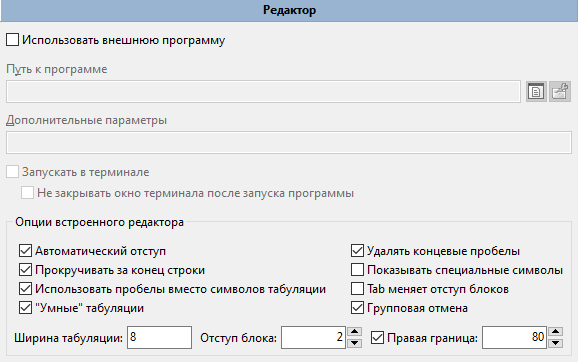 Редактор
Использовать внешнюю программу
Путь к программе
Дополнительные параметры
Запускать в терминале
Не закрывать окно терминала после запуска программы
Опции встроенного редактора
Автоматический отступ Удалять концевые пробелы
Прокручивать за конец строки Показывать специальные символы
Использовать пробелы вместо символов табуляции Tab меняет отступ блоков
"Умные" табуляции Групповая отмена
Ширина табуляции: 8 Отступ блока: 2 Правая граница: 80